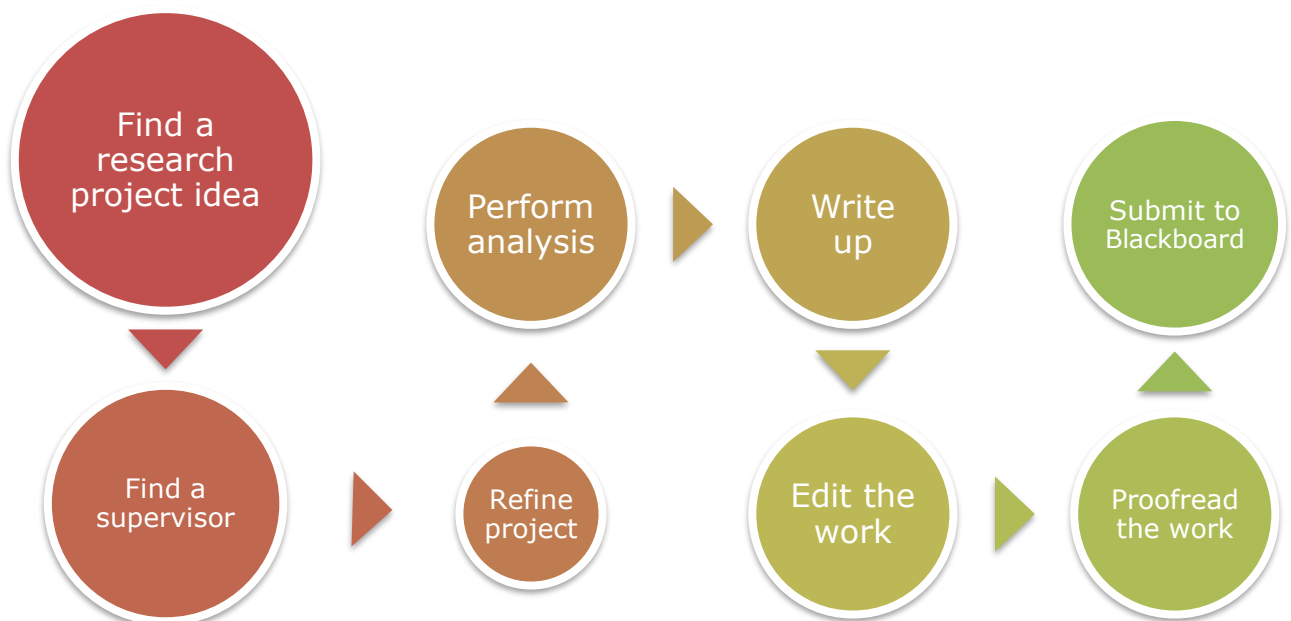 Find a
research
project idea
Find a
supervisor
Refine
project
Perform
analysis
Write
up
Edit the
work
Proofread
the work
Submit to
Blackboard